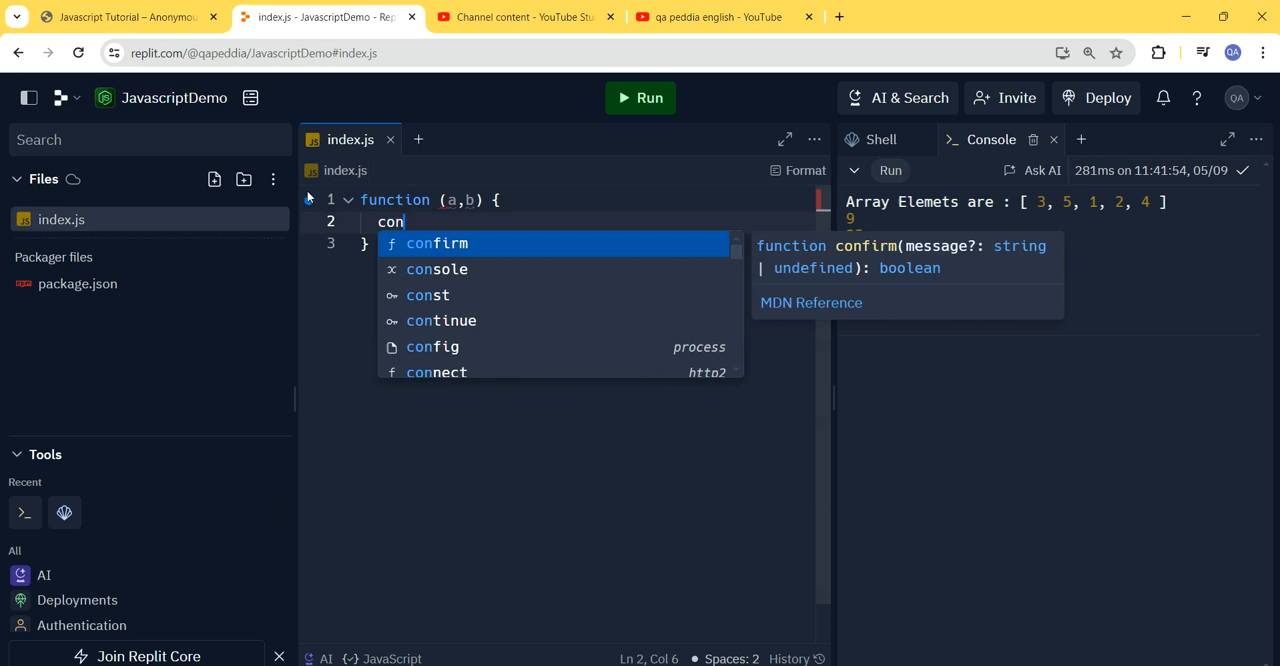 Javascript Tutorial – Anonymou
index.js - JavascriptDemo - Rep
Channel content - YouTube Stu
qa peddia english - YouTube
replit.com/@qapeddia/JavascriptDemo#index.js
QA
JavascriptDemo
Run
AI & Search
Invite
Deploy
QA
Search
Files
index.js
Packager files
package.json
Tools
Recent
All
AI
Deployments
Authentication
Join Replit Core
JS index.js
JS index.js
Format
1 function (a,b) {
2 con
3 }
confirm
console
const
continue
config process
connect http2
function confirm(message?: string
| undefined): boolean
MDN Reference
AI {✓} JavaScript
Ln 2, Col 6
Spaces: 2
History
Shell
Console
Run
Ask AI
281ms on 11:41:54, 05/09
Array Elemets are : [ 3, 5, 1, 2, 4 ]
9